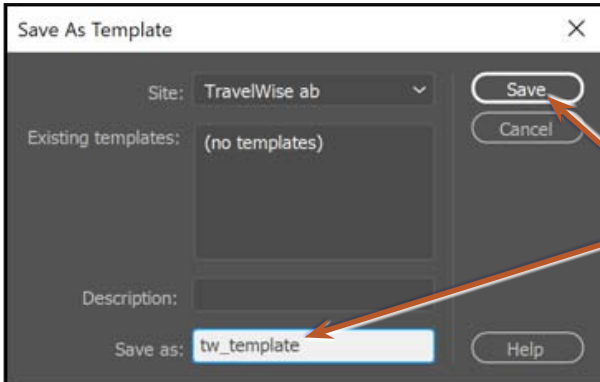 Save As Template
Site: TravelWise ab
Save
Existing templates: (no templates)
Cancel
Description:
Save as: tw_template
Help